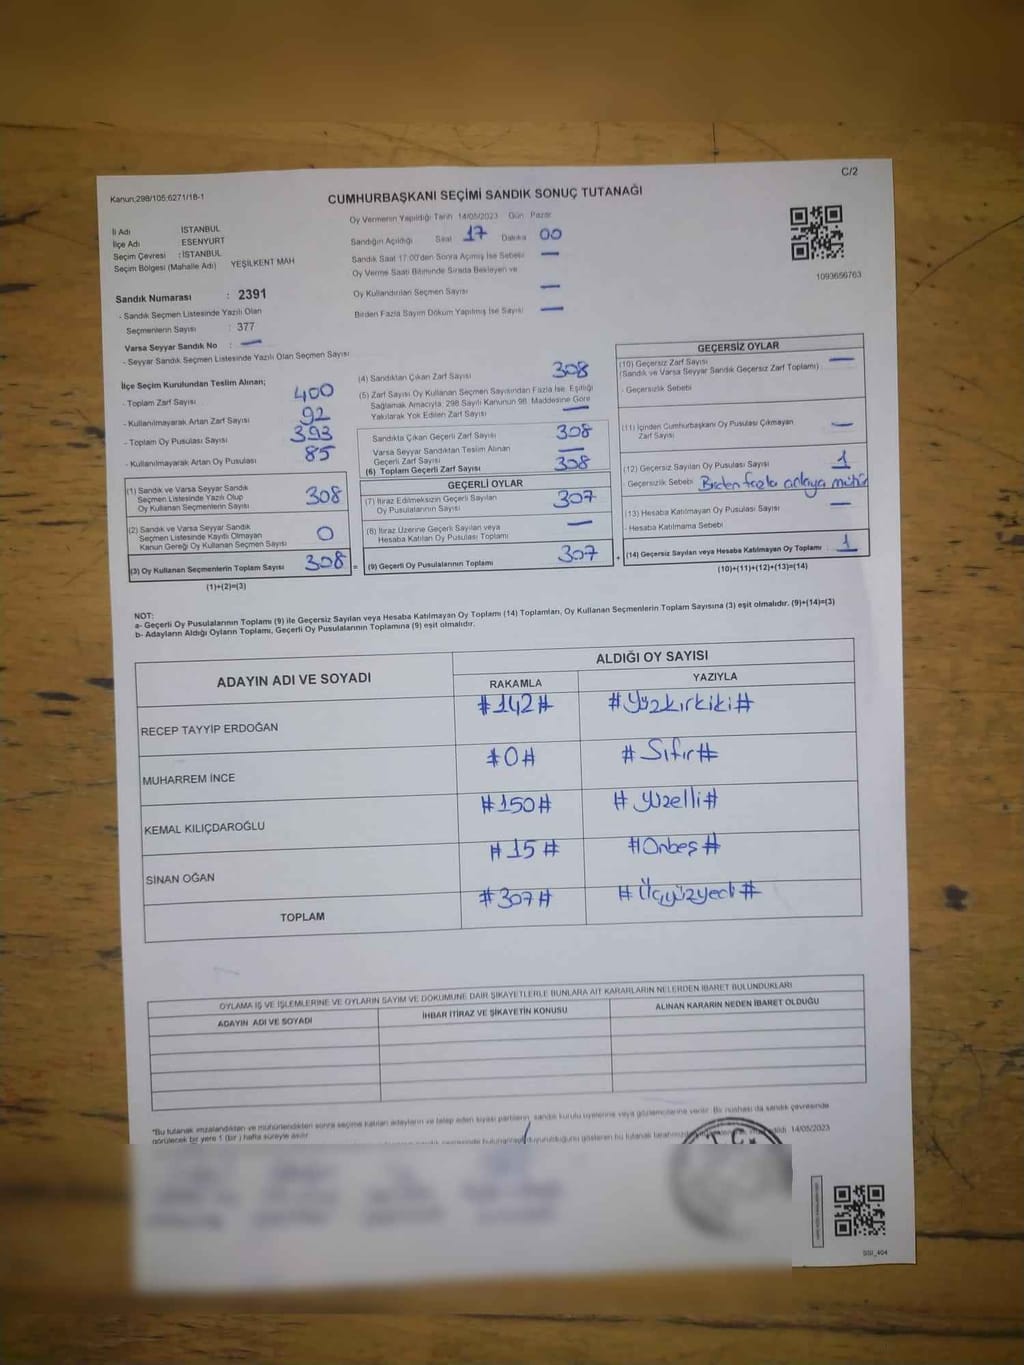 C/2
Kanun;298/105;6271/18-1
CUMHURBAŞKANI SEÇİMİ SANDIK SONUÇ TUTANAĞI
İl Adı İSTANBUL
İlçe Adı ESENYURT
Seçim Çevresi : İSTANBUL
Seçim Bölgesi (Mahalle Adı) YEŞİLKENT MAH
Sandık Numarası : 2391
- Sandık Seçmen Listesinde Yazılı Olan
Seçmenlerin Sayısı : 377
Varsa Seyyar Sandık No : —
- Seyyar Sandık Seçmen Listesinde Yazılı Olan Seçmen Sayısı
Oy Vermenin Yapıldığı Tarih 14/05/2023 Gün Pazar
Sandığın Açıldığı Saat 17 Dakika 00
Sandık Saat 17:00'den Sonra Açılmış İse Sebebi —
Oy Verme Saati Bitiminde Sırada Bekleyen ve
Oy Kullandırılan Seçmen Sayısı —
Birden Fazla Sayım Döküm Yapılmış İse Sayısı —
1093656763
İlçe Seçim Kurulundan Teslim Alınan;
- Toplam Zarf Sayısı 400
- Kullanılmayarak Artan Zarf Sayısı 92
- Toplam Oy Pusulası Sayısı 393
- Kullanılmayarak Artan Oy Pusulası 85
(1) Sandık ve Varsa Seyyar Sandık
Seçmen Listesinde Yazılı Olup
Oy Kullanan Seçmenlerin Sayısı 308
(2) Sandık ve Varsa Seyyar Sandık
Seçmen Listesinde Kayıtlı Olmayan
Kanun Gereği Oy Kullanan Seçmen Sayısı 0
(3) Oy Kullanan Seçmenlerin Toplam Sayısı 308 =
(1)+(2)=(3)
(4) Sandıktan Çıkan Zarf Sayısı 308
(5) Zarf Sayısı Oy Kullanan Seçmen Sayısından Fazla İse, Eşitliği
Sağlamak Amacıyla, 298 Sayılı Kanunun 98. Maddesine Göre
Yakılarak Yok Edilen Zarf Sayısı —
Sandıkta Çıkan Geçerli Zarf Sayısı 308
Varsa Seyyar Sandıktan Teslim Alınan
Geçerli Zarf Sayısı —
(6) Toplam Geçerli Zarf Sayısı 308
GEÇERLİ OYLAR
(7) İtiraz Edilmeksizin Geçerli Sayılan
Oy Pusulasının Sayısı 307
(8) İtiraz Üzerine Geçerli Sayılan veya
Hesaba Katılan Oy Pusulası Toplamı —
(9) Geçerli Oy Pusulalarının Toplamı 307 +
GEÇERSİZ OYLAR
(10) Geçersiz Zarf Sayısı —
(Sandık ve Varsa Seyyar Sandık Geçersiz Zarf Toplamı)
- Geçersizlik Sebebi
(11) İçinden Cumhurbaşkanı Oy Pusulası Çıkmayan
Zarf Sayısı —
(12) Geçersiz Sayılan Oy Pusulası Sayısı 1
- Geçersizlik Sebebi Birden fazla
(13) Hesaba Katılmayan Oy Pusulası Sayısı —
- Hesaba Katılmama Sebebi
(14) Geçersiz Sayılan veya Hesaba Katılmayan Oy Toplamı 1
(10)+(11)+(12)+(13)=(14)
NOT:
a- Geçerli Oy Pusulalarının Toplamı (9) ile Geçersiz Sayılan veya Hesaba Katılmayan Oy Toplamı (14) Toplamları, Oy Kullanan Seçmenlerin Toplam Sayısına (3) eşit olmalıdır. (9)+(14)=(3)
b- Adayların Aldığı Oyların Toplamı, Geçerli Oy Pusulalarının Toplamına (9) eşit olmalıdır.
ADAYIN ADI VE SOYADI ALDIĞI OY SAYISI
RAKAMLA YAZIYLA
RECEP TAYYİP ERDOĞAN #142# #Yüzkırkiki#
MUHARREM İNCE #0# #Sıfır#
KEMAL KILIÇDAROĞLU #150# #yüzelli#
SİNAN OĞAN #15# #Onbeş#
TOPLAM #307# #Üçyüzyedi#
OYLAMA İŞ VE İŞLEMLERİNE VE OYLARIN SAYIM VE DÖKÜMÜNE DAİR ŞİKAYETLERLE BUNLARA AİT KARARLARIN NELERDEN İBARET BULUNDUKLARI
ADAYIN ADI VE SOYADI İHBAR İTİRAZ VE ŞİKAYETİN KONUSU ALINAN KARARIN NEDEN İBARET OLDUĞU
*Bu tutanak imzalandıktan ve mühürlendikten sonra seçime katılan adayların ve talep eden siyasi partilerin, sandık kurulu üyelerine veya gözlemcilerine verilir. Bir nüshası da sandık çevresinde
görülecek bir yere 1 (bir) hafta süreyle asılır.
14/05/2023
T.C.
SSI_404